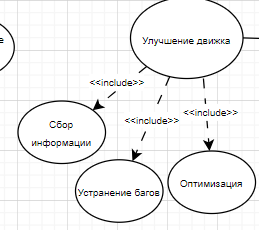 е
Улучшение движка
<<include>>
<<include>>
<<include>>
Сбор
информации
Устранение багов
Оптимизация